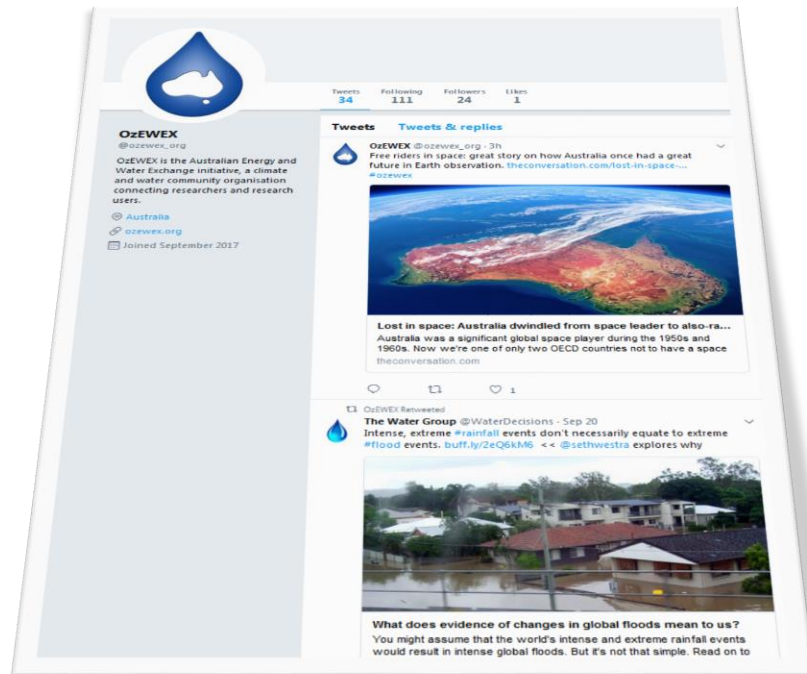 Tweets Following Followers Likes
34 111 24 1
OzEWEX
@ozewex_org
OzEWEX is the Australian Energy and
Water Exchange initiative, a climate
and water community organisation
connecting researchers and research
users.
Australia
ozewex.org
Joined September 2017
Tweets Tweets & replies
OzEWEX @ozewex_org · 3h
Free riders in space: great story on how Australia once had a great
future in Earth observation. theconversation.com/lost-in-space-...
#ozewex
Lost in space: Australia dwindled from space leader to also-ra...
Australia was a significant global space player during the 1950s and
1960s. Now we're one of only two OECD countries not to have a space
theconversation.com
1
OzEWEX Retweeted
The Water Group @WaterDecisions · Sep 20
Intense, extreme #rainfall events don't necessarily equate to extreme
#flood events. buff.ly/2eQ6kM6 << @sethwestra explores why
What does evidence of changes in global floods mean to us?
You might assume that the world's intense and extreme rainfall events
would result in intense global floods. But it's not that simple. Read on to